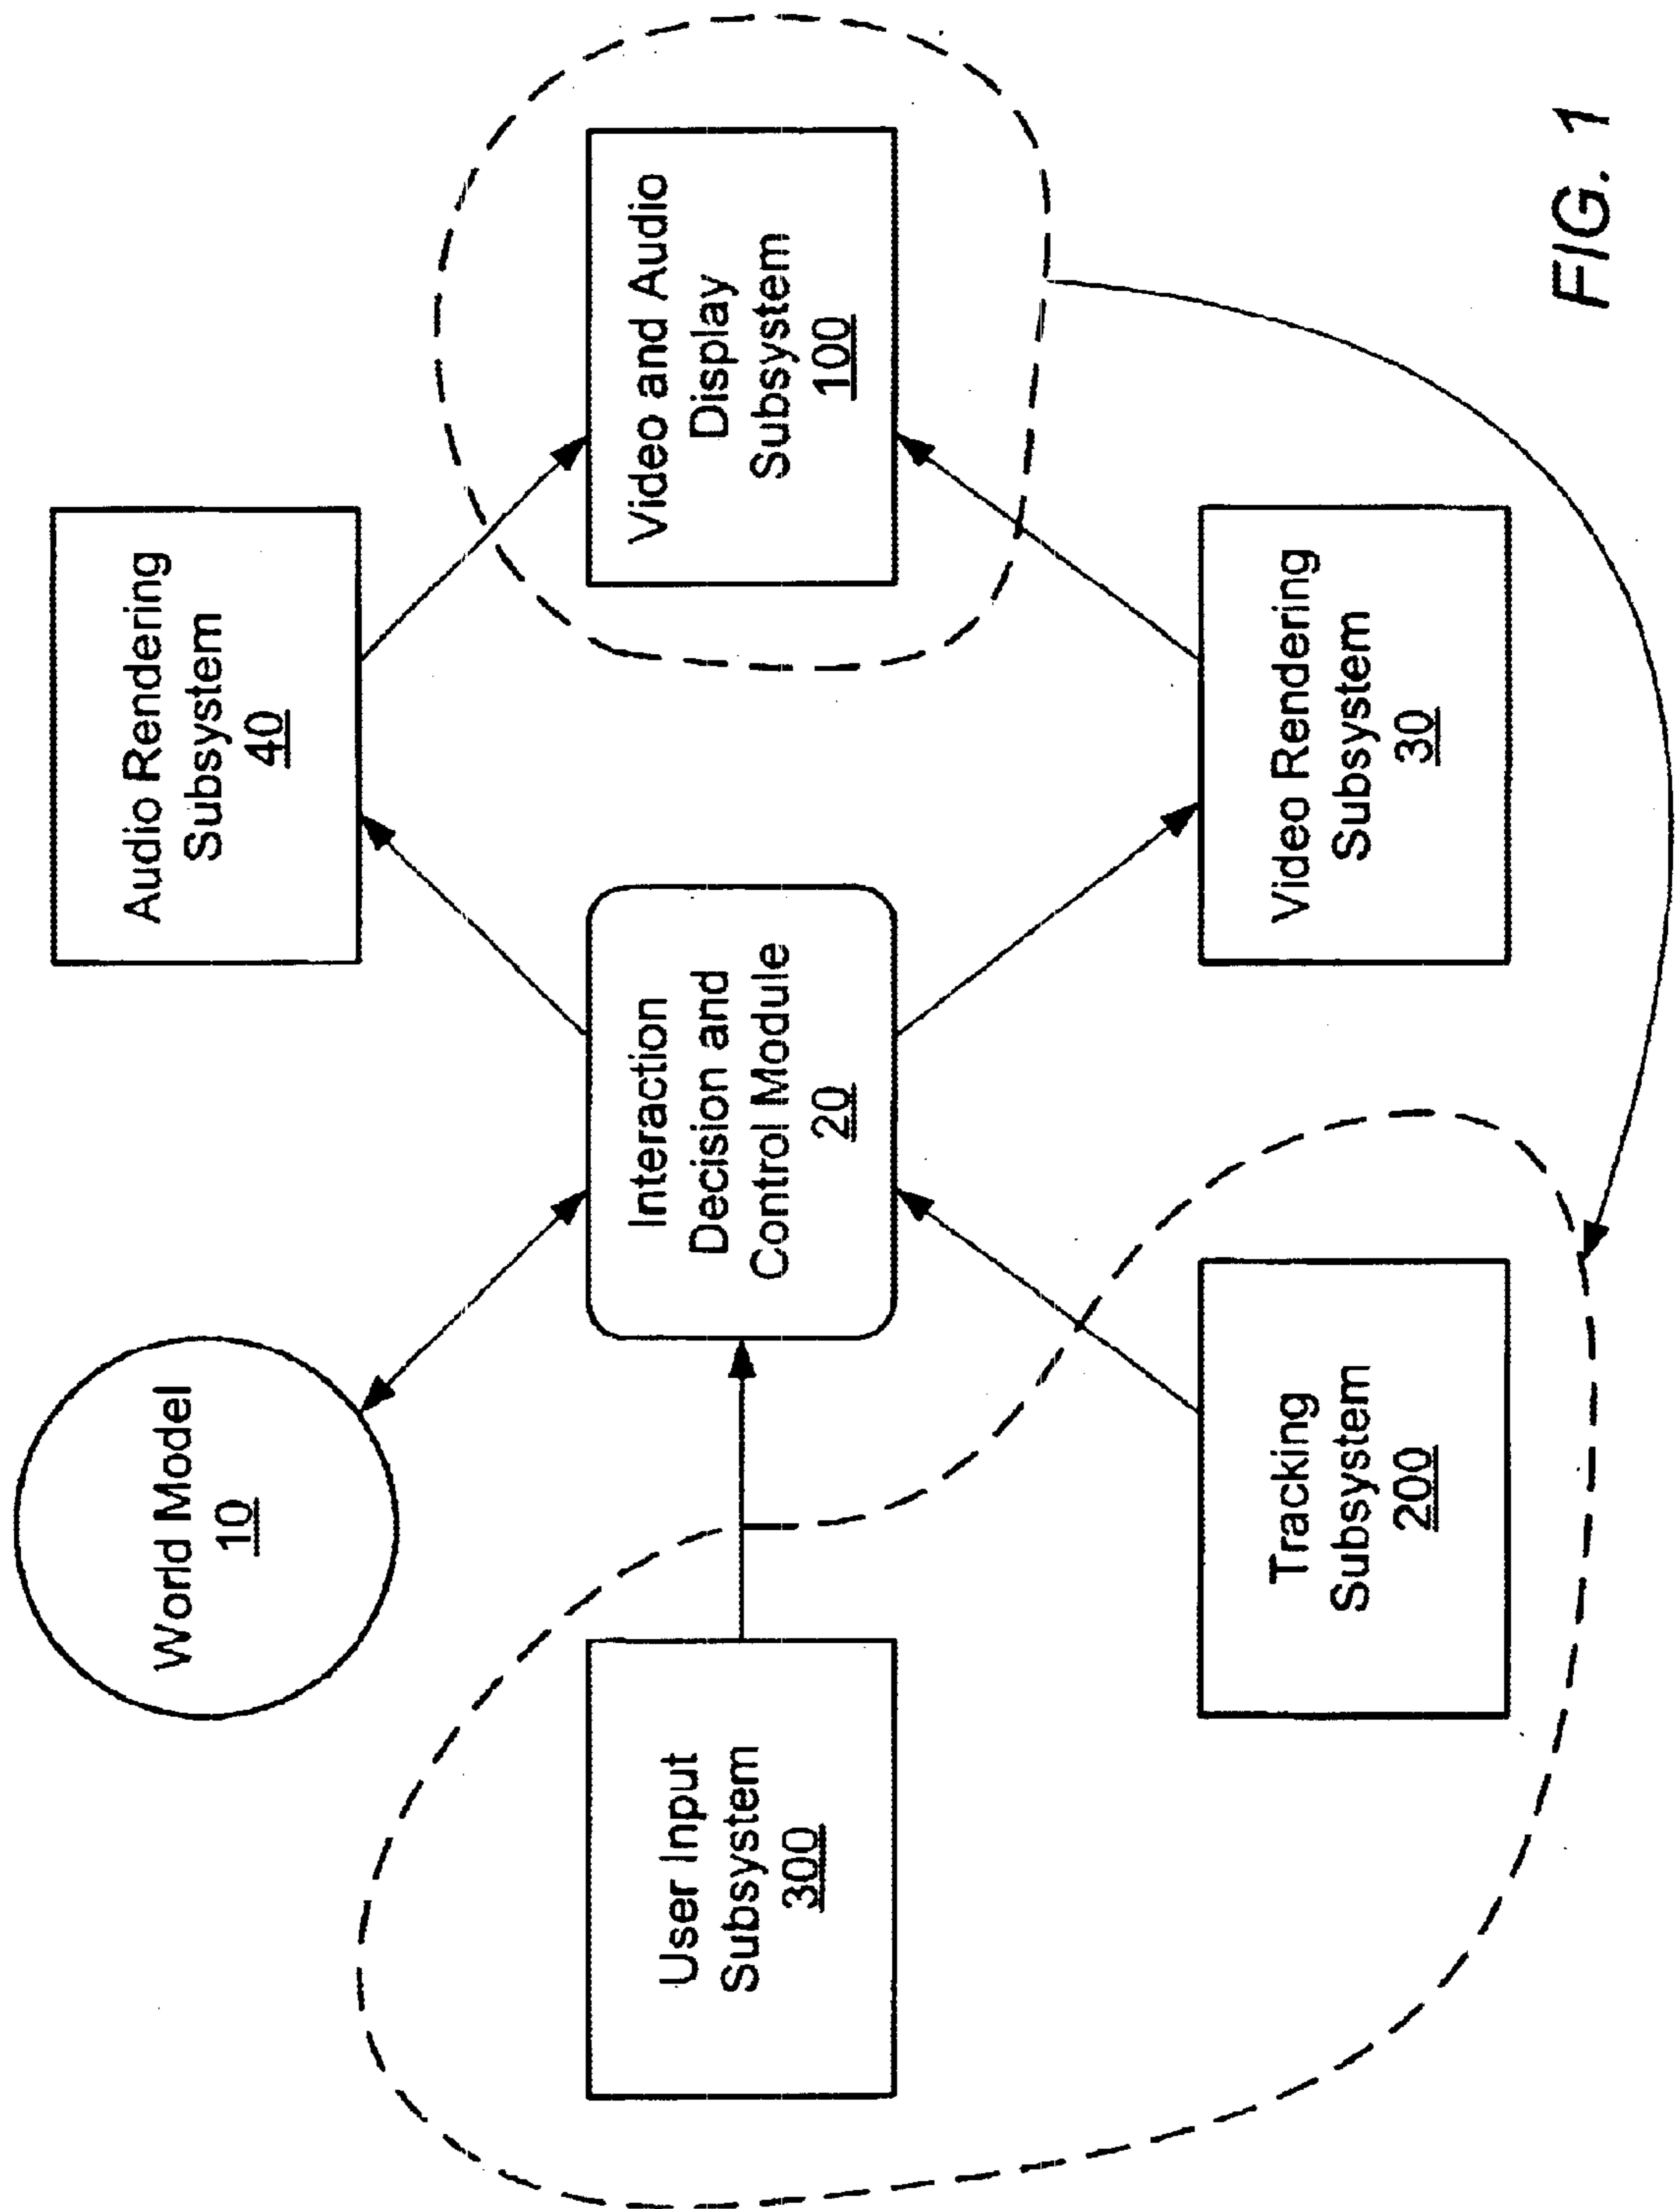 World Model
10
Audio Rendering
Subsystem
40
User Input
Subsystem
300
Interaction
Decision and
Control Module
20
Video and Audio
Display
Subsystem
100
Tracking
Subsystem
200
Video Rendering
Subsystem
30
FIG. 1